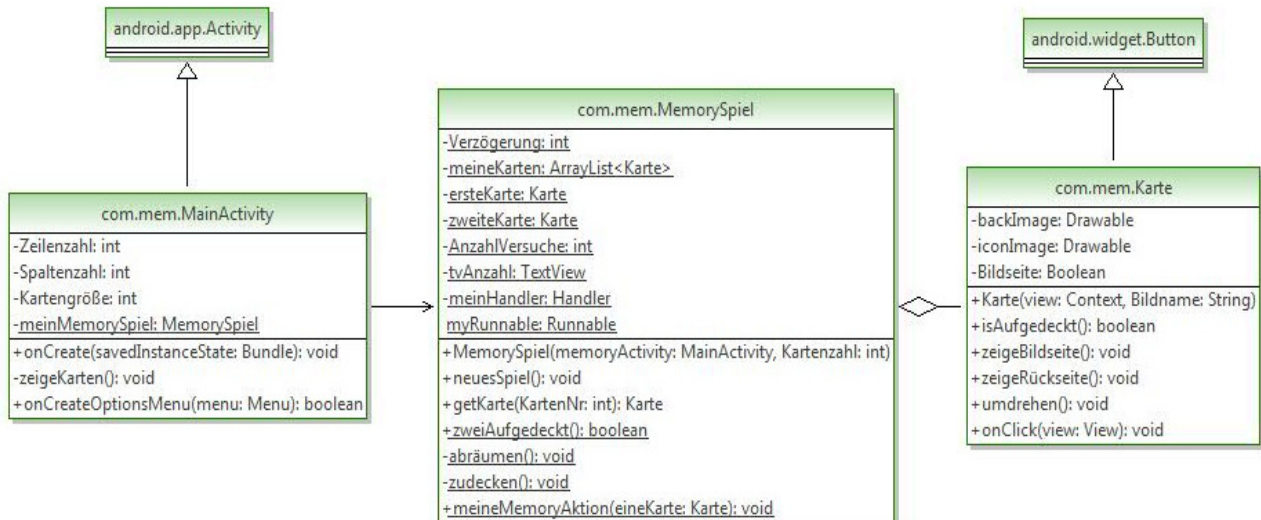 android.app.Activity
com.mem.MainActivity
-Zeilenzahl: int
-Spaltenzahl: int
-Kartengröße: int
-meinMemorySpiel: MemorySpiel
+onCreate(savedInstanceState: Bundle): void
-zeigeKarten(): void
+onCreateOptionsMenu(menu: Menu): boolean
com.mem.MemorySpiel
-Verzögerung: int
-meineKarten: ArrayList<Karte>
-ersteKarte: Karte
-zweiteKarte: Karte
-AnzahlVersuche: int
-tvAnzahl: TextView
-meinHandler: Handler
myRunnable: Runnable
+MemorySpiel(memoryActivity: MainActivity, Kartenzahl: int)
+neuesSpiel(): void
+getKarte(KartenNr: int): Karte
+zweiAufgedeckt(): boolean
-abräumen(): void
-zudecken(): void
+meineMemoryAktion(eineKarte: Karte): void
android.widget.Button
com.mem.Karte
-backImage: Drawable
-iconImage: Drawable
-Bildseite: Boolean
+Karte(view: Context, Bildname: String)
+isAufgedeckt(): boolean
+zeigeBildseite(): void
+zeigeRückseite(): void
+umdrehen(): void
+onClick(view: View): void